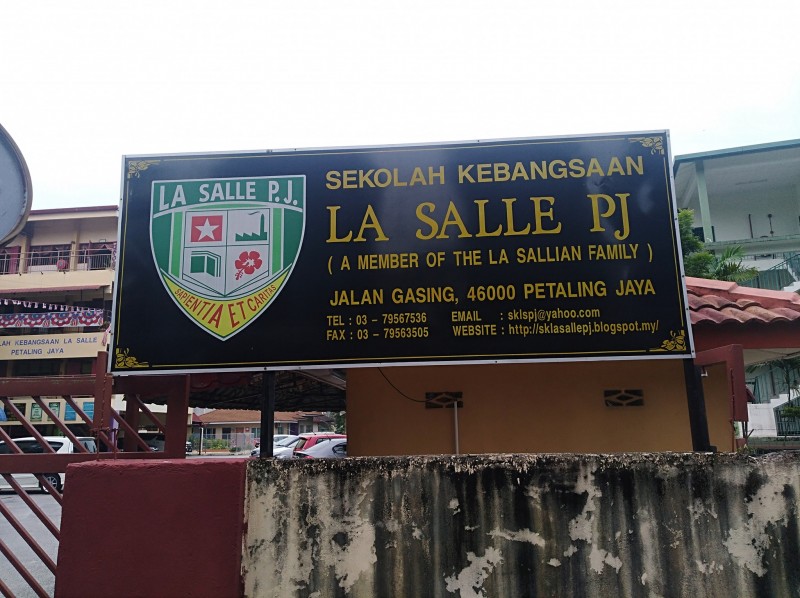 LA SALLE P.J.
SAPIENTIA ET CARITAS
SEKOLAH KEBANGSAAN
LA SALLE PJ
( A MEMBER OF THE LA SALLIAN FAMILY )
JALAN GASING, 46000 PETALING JAYA
TEL : 03 – 79567536 EMAIL : sklspj@yahoo.com
FAX : 03 – 79563505 WEBSITE : http://sklasallepj.blogspot.my/
LAH KEBANGSAAN LA SALLE
PETALING JAYA